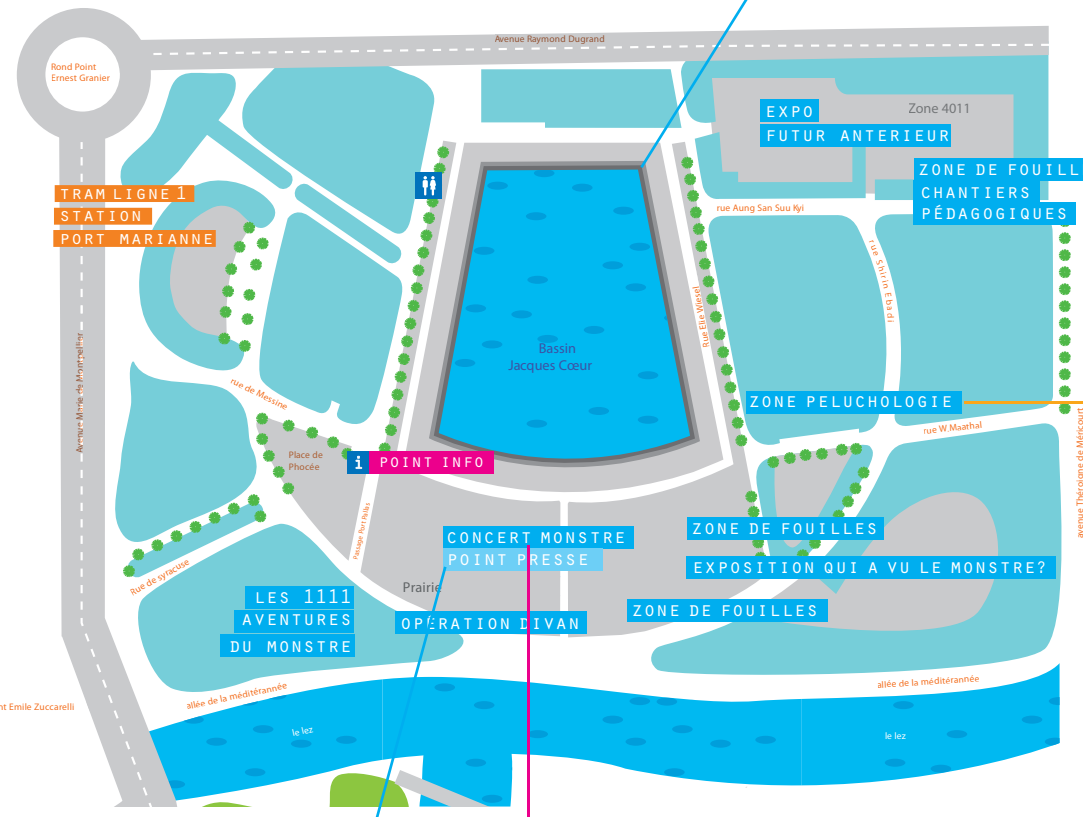 Avenue Raymond Dugrand
Rond Point
Ernest Granier
Zone 4011
EXPO
FUTUR ANTERIEUR
ZONE DE FOUILL
CHANTIERS
PÉDAGOGIQUES
TRAM LIGNE 1
STATION
PORT MARIANNE
rue Aung San Suu Kyi
rue Shirin Ebadi
Rue Elie Wiesel
Bassin
Jacques Cœur
Avenue Marie de Montpellier
rue de Messine
ZONE PELUCHOLOGIE
rue W.Maathal
avenue Théroigne de Méricourt
Place de
Phocée
i POINT INFO
Passage Port Pallas
CONCERT MONSTRE
POINT PRESSE
ZONE DE FOUILLES
EXPOSITION QUI A VU LE MONSTRE?
Rue de syracuse
Prairie
LES 1111
AVENTURES
DU MONSTRE
OPÉRATION DIVAN
ZONE DE FOUILLES
allée de la méditérannée
allée de la méditérannée
nt Emile Zuccarelli
le lez
le lez